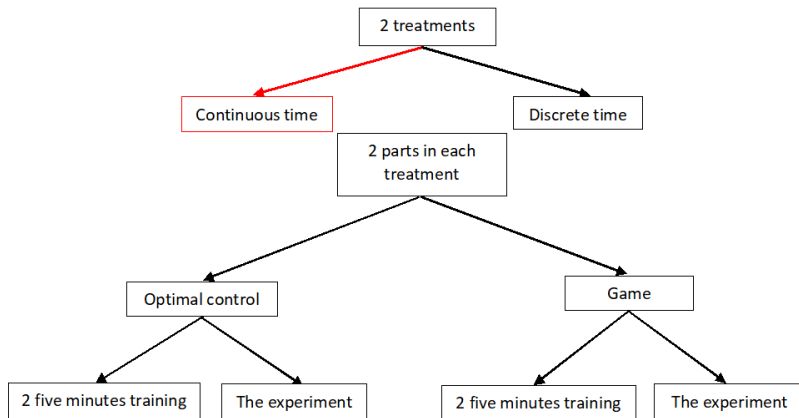 2 treatments
Continuous time
Discrete time
2 parts in each
treatment
Optimal control
Game
2 five minutes training
The experiment
2 five minutes training
The experiment